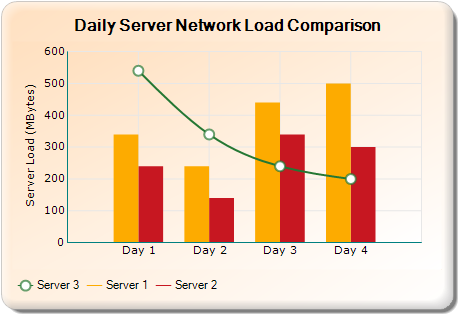 Daily Server Network Load Comparison
Server Load (MBytes)
600
500
400
300
200
100
0
Day 1 Day 2 Day 3 Day 4
Server 3 Server 1 Server 2